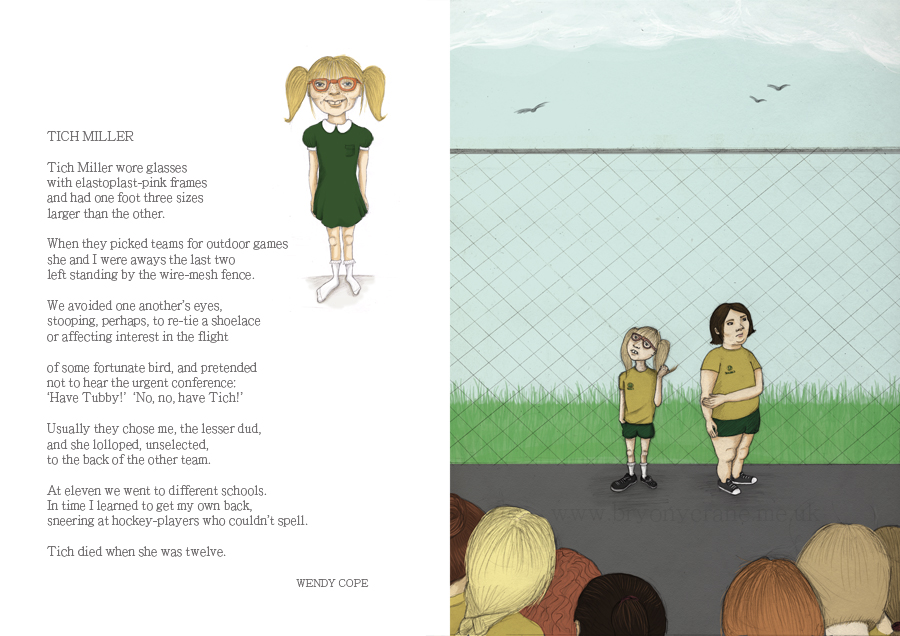 TICH MILLER
Tich Miller wore glasses
with elastoplast-pink frames
and had one foot three sizes
larger than the other.
When they picked teams for outdoor games
she and I were aways the last two
left standing by the wire-mesh fence.
We avoided one another's eyes,
stooping, perhaps, to re-tie a shoelace
or affecting interest in the flight
of some fortunate bird, and pretended
not to hear the urgent conference:
'Have Tubby!' 'No, no, have Tich!'
Usually they chose me, the lesser dud,
and she lolloped, unselected,
to the back of the other team.
At eleven we went to different schools.
In time I learned to get my own back,
sneering at hockey-players who couldn't spell.
Tich died when she was twelve.
WENDY COPE